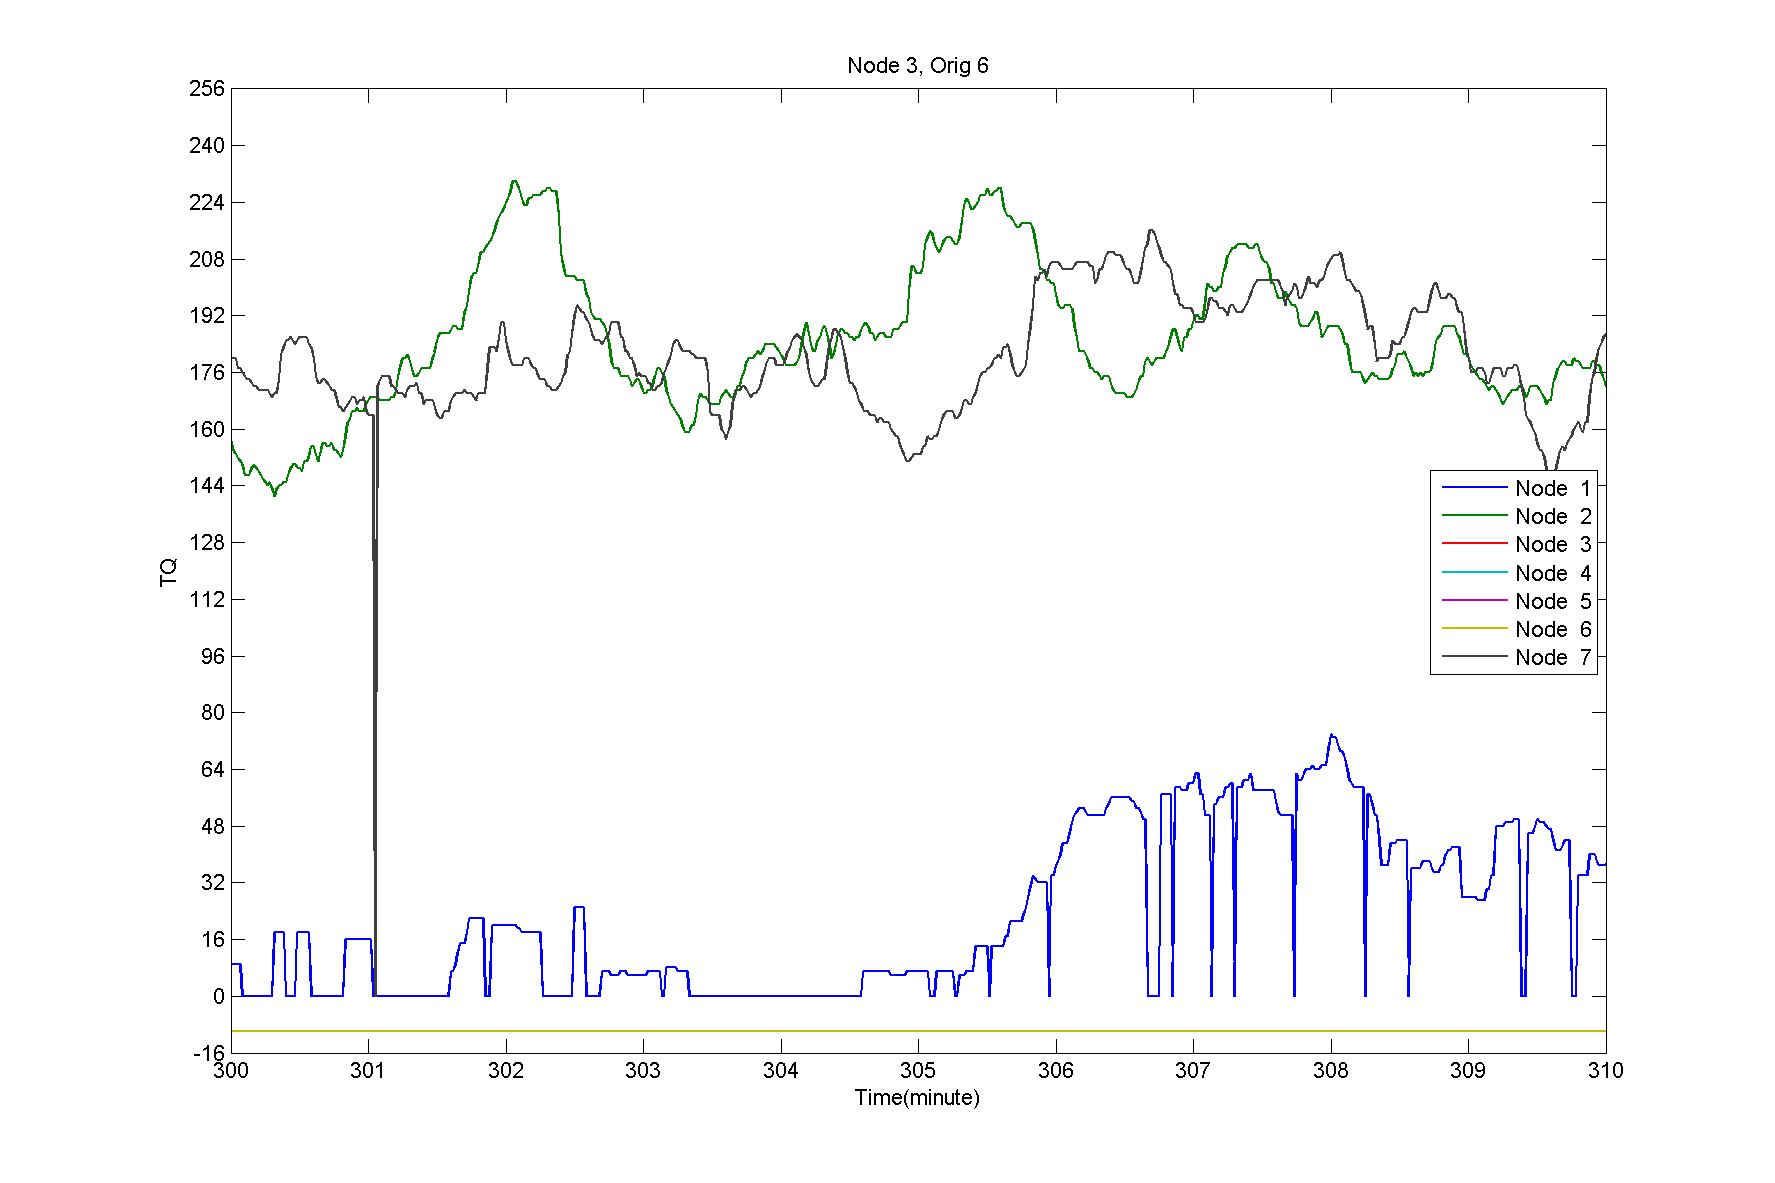 Node 3, Orig 6
256
240
224
208
192
176
160
144
128
112
96
80
64
48
32
16
0
-16
TQ
Node 1
Node 2
Node 3
Node 4
Node 5
Node 6
Node 7
300 301 302 303 304 305 306 307 308 309 310
Time(minute)